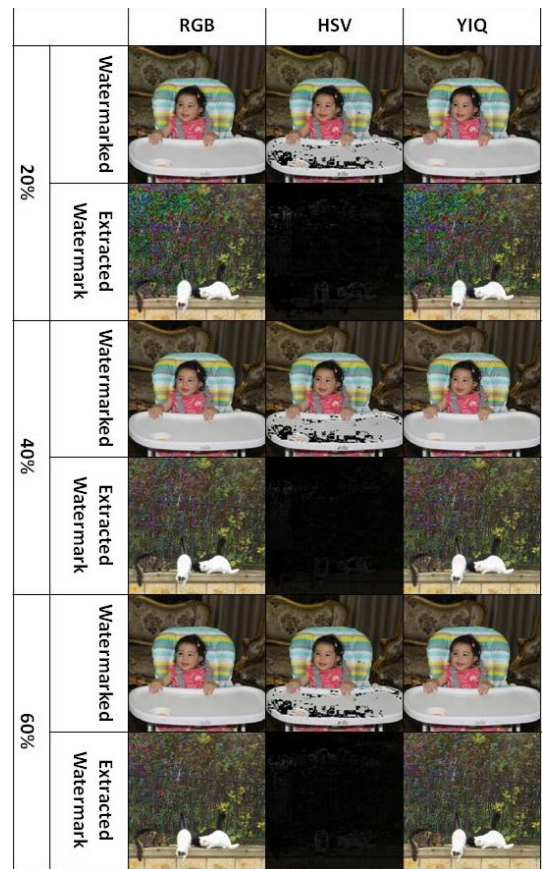 RGB HSV YIQ
20%
Watermarked
Extracted
Watermark
40%
Watermarked
Extracted
Watermark
60%
Watermarked
Extracted
Watermark